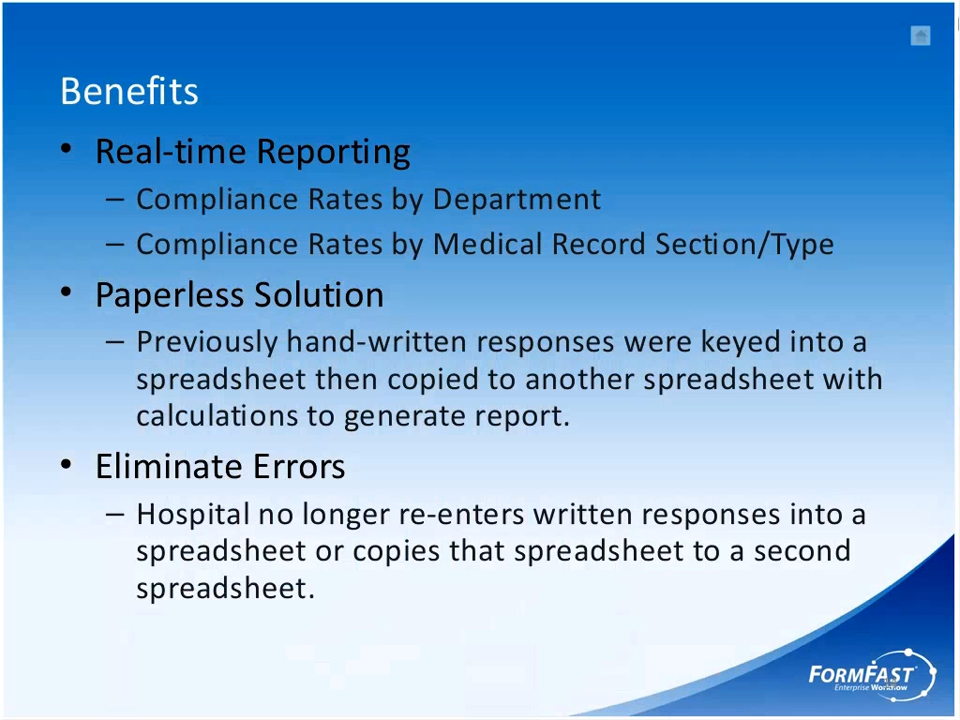 Benefits
• Real-time Reporting
– Compliance Rates by Department
– Compliance Rates by Medical Record Section/Type
• Paperless Solution
– Previously hand-written responses were keyed into a
spreadsheet then copied to another spreadsheet with
calculations to generate report.
• Eliminate Errors
– Hospital no longer re-enters written responses into a
spreadsheet or copies that spreadsheet to a second
spreadsheet.
FORMFAST
Enterprise Workflow